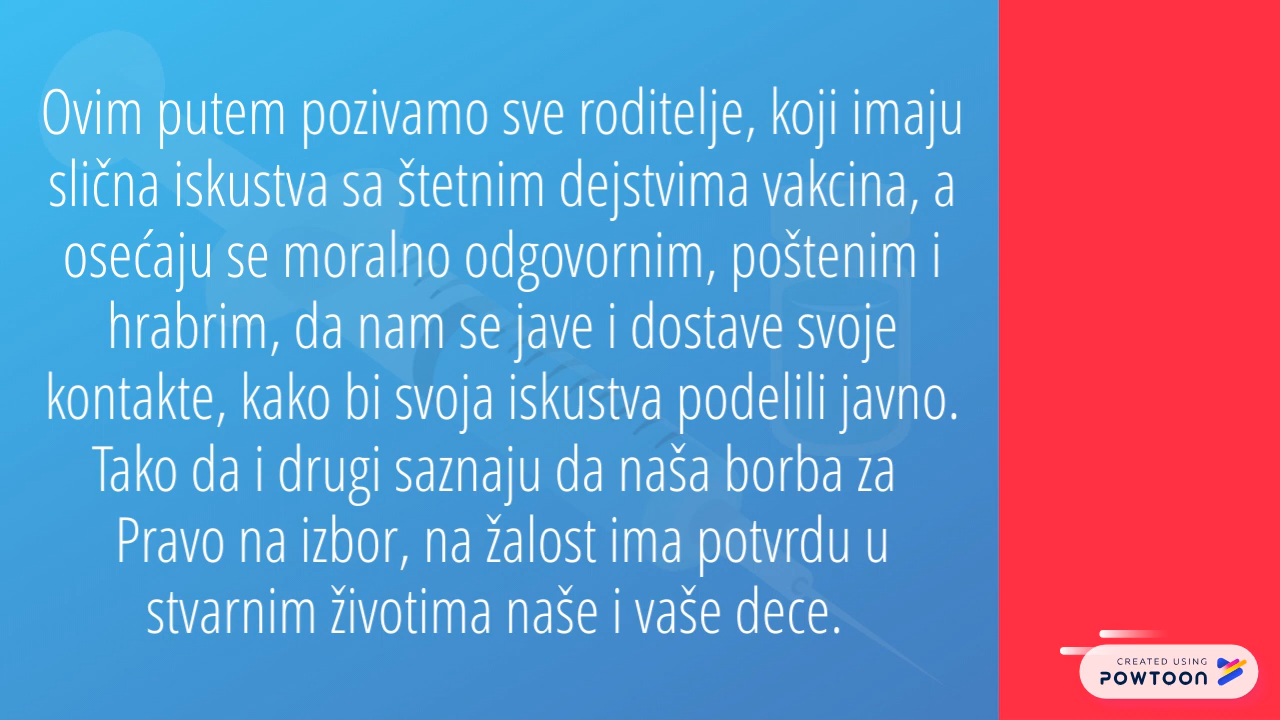 Ovim putem pozivamo sve roditelje, koji imaju
slična iskustva sa štetnim dejstvima vakcina, a
osećaju se moralno odgovornim, poštenim i
hrabrim, da nam se jave i dostave svoje
kontakte, kako bi svoja iskustva podelili javno.
Tako da i drugi saznaju da naša borba za
Pravo na izbor, na žalost ima potvrdu u
stvarnim životima naše i vaše dece.
CREATED USING
POWTOON